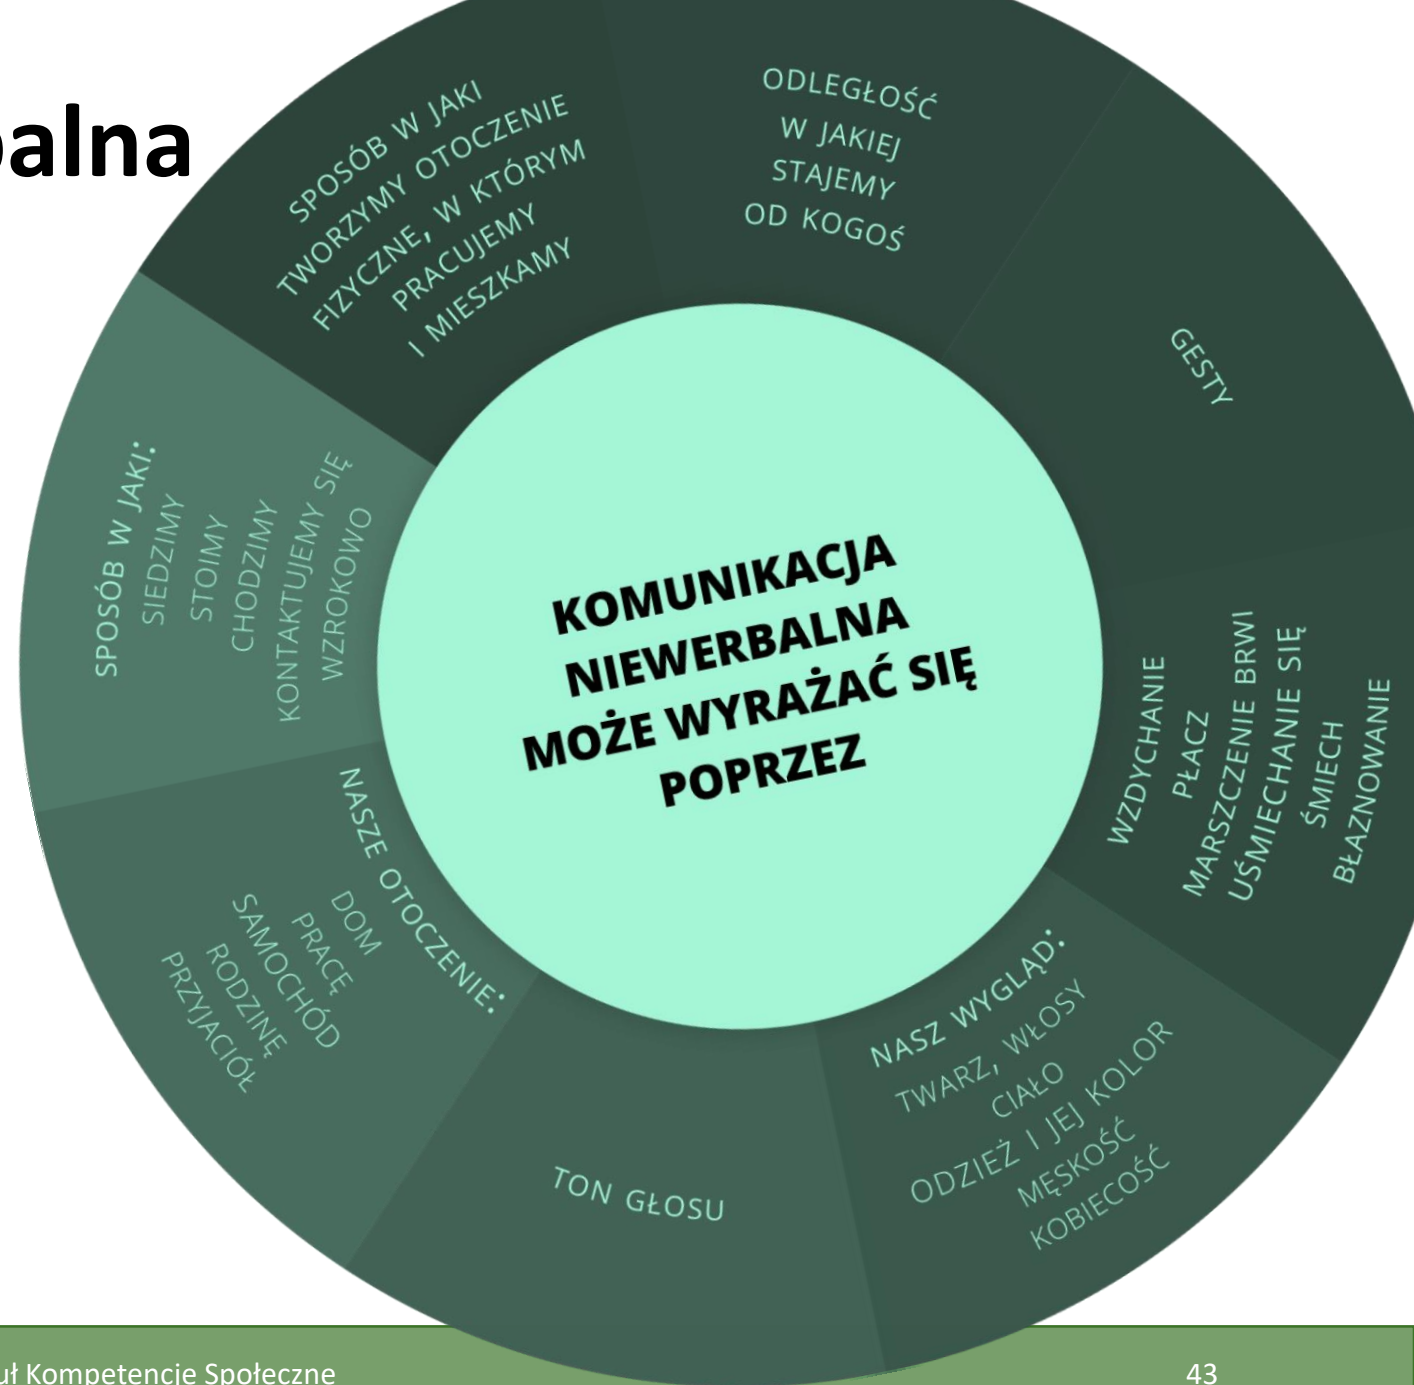 balna
SPOSÓB W JAKI
TWORZYMY OTOCZENIE
FIZYCZNE, W KTÓRYM
PRACUJEMY
I MIESZKAMY
ODLEGŁOŚĆ
W JAKIEJ
STAJEMY
OD KOGOŚ
GESTY
WZDYCHANIE
PŁACZ
MARSZCZENIE BRWI
UŚMIECHANIE SIĘ
ŚMIECH
BŁAZNOWANIE
NASZ WYGLĄD:
TWARZ, WŁOSY
CIAŁO
ODZIEŻ I JEJ KOLOR
MĘSKOŚĆ
KOBIECOŚĆ
TON GŁOSU
NASZE OTOCZENIE:
DOM
PRACĘ
SAMOCHÓD
RODZINĘ
PRZYJACIÓŁ
SPOSÓB W JAKI:
SIEDZIMY
STOIMY
CHODZIMY
KONTAKTUJEMY SIĘ
WZROKOWO
KOMUNIKACJA
NIEWERBALNA
MOŻE WYRAŻAĆ SIĘ
POPRZEZ
uł Kompetencje Społeczne
43